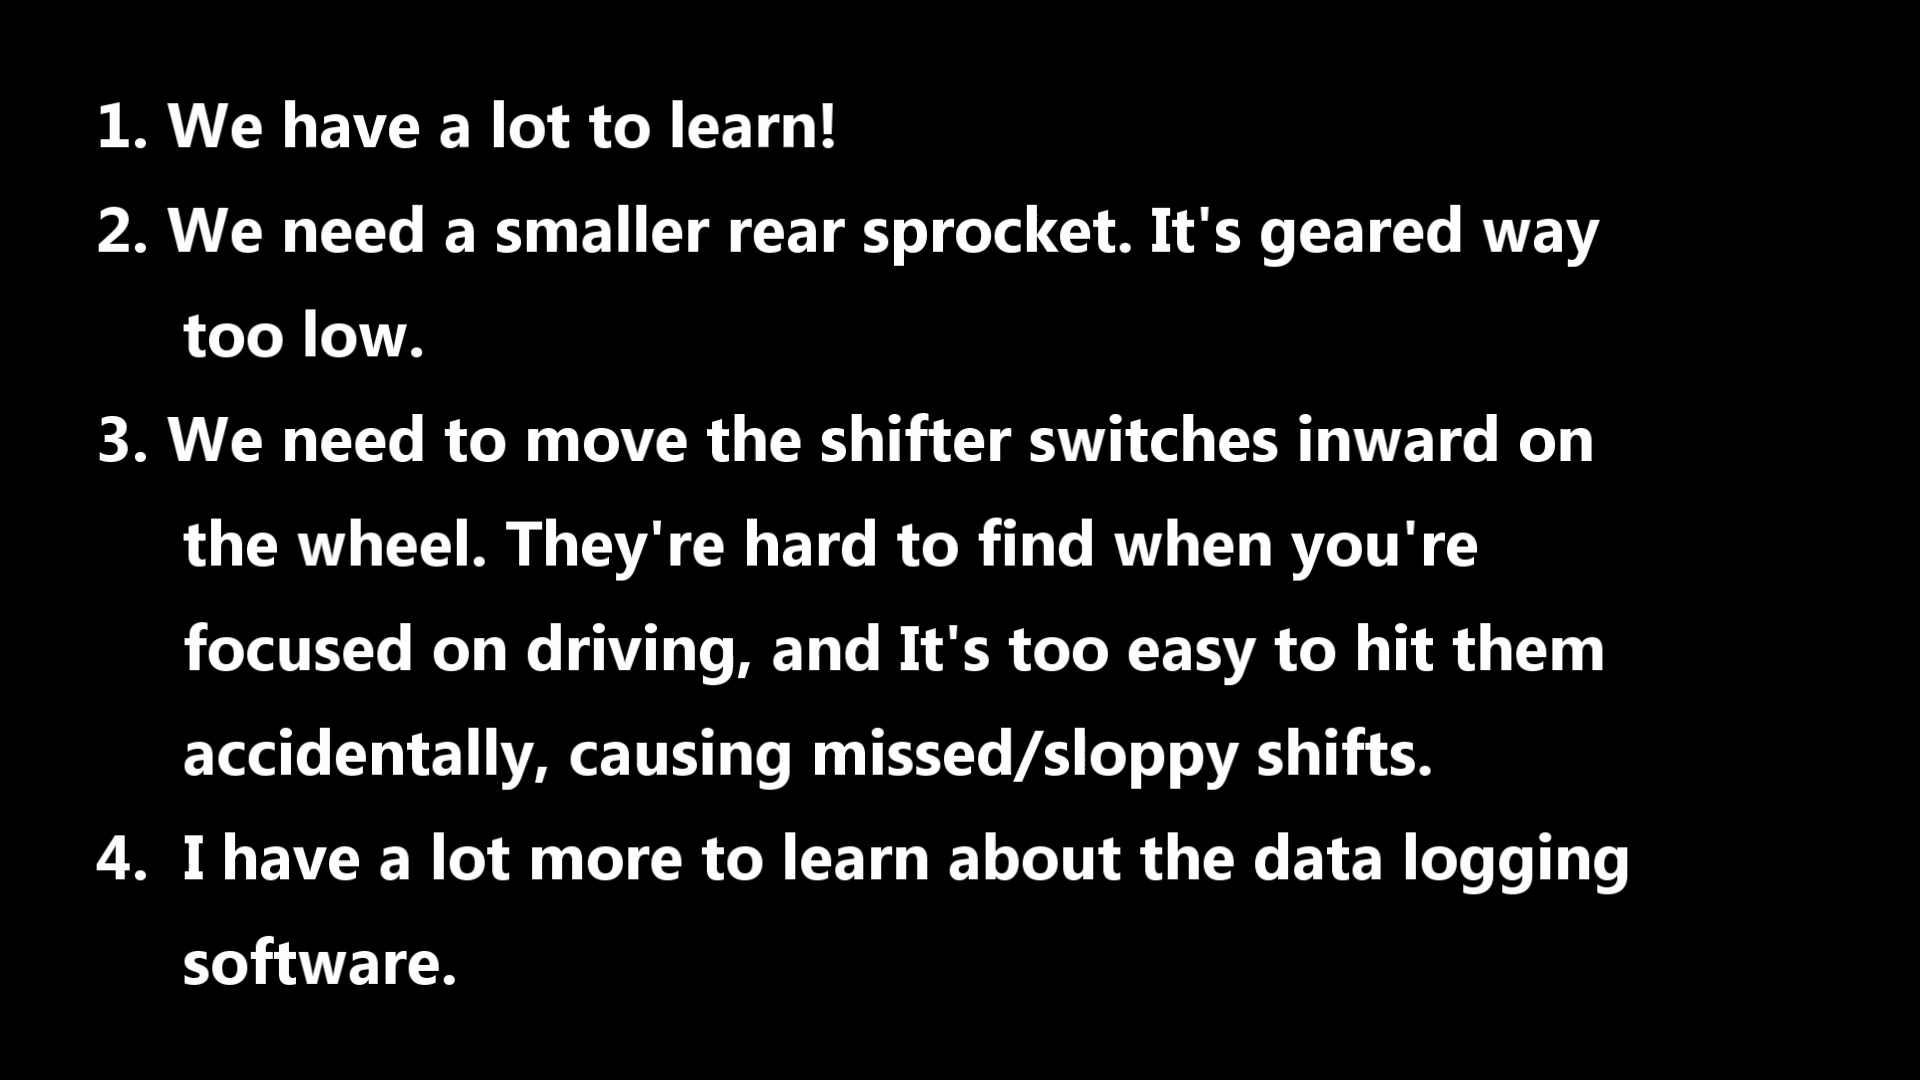 1. We have a lot to learn!
2. We need a smaller rear sprocket. It's geared way
too low.
3. We need to move the shifter switches inward on
the wheel. They're hard to find when you're
focused on driving, and It's too easy to hit them
accidentally, causing missed/sloppy shifts.
4. I have a lot more to learn about the data logging
software.